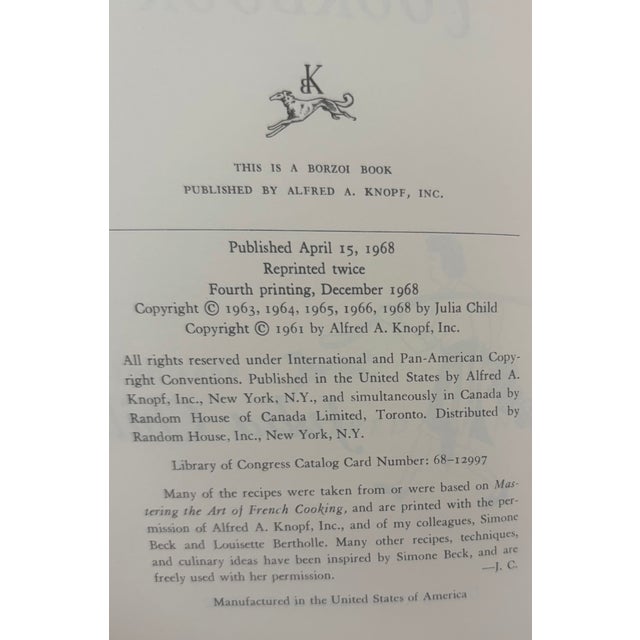 COOKBOOK
BK
THIS IS A BORZOI BOOK
PUBLISHED BY ALFRED A. KNOPF, INC.
Published April 15, 1968
Reprinted twice
Fourth printing, December 1968
Copyright © 1963, 1964, 1965, 1966, 1968 by Julia Child
Copyright © 1961 by Alfred A. Knopf, Inc.
All rights reserved under International and Pan-American Copy-
right Conventions. Published in the United States by Alfred A.
Knopf, Inc., New York, N.Y., and simultaneously in Canada by
Random House of Canada Limited, Toronto. Distributed by
Random House, Inc., New York, N.Y.
Library of Congress Catalog Card Number: 68–12997
Many of the recipes were taken from or were based on Mas-
tering the Art of French Cooking, and are printed with the per-
mission of Alfred A. Knopf, Inc., and of my colleagues, Simone
Beck and Louisette Bertholle. Many other recipes, techniques,
and culinary ideas have been inspired by Simone Beck, and are
freely used with her permission. —J. C.
Manufactured in the United States of America